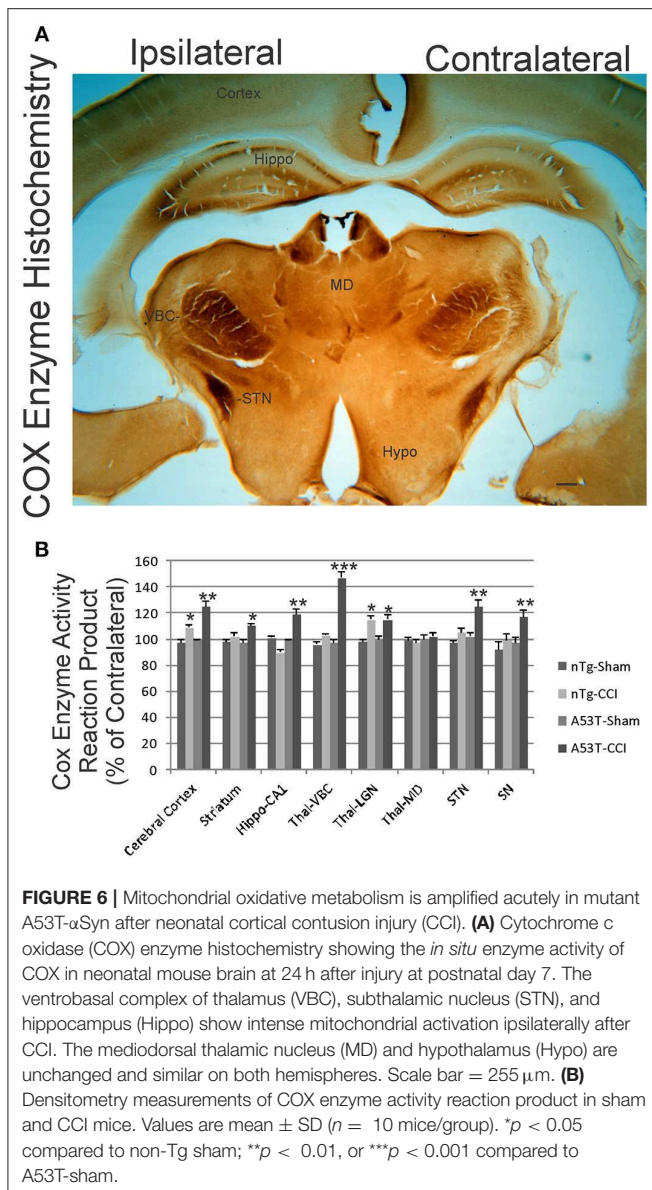 A
Ipsilateral Contralateral
COX Enzyme Histochemistry
Cortex
Hippo
MD
VBC-
-STN
Hypo
B
Cox Enzyme Activity
Reaction Product
(% of Contralateral)
160
140
120
100
80
60
40
20
0
* ** * ** *** * * ** **
Cerebral Cortex
Striatum
Hippo-CA1
Thal-VBC
Thal-LGN
Thal-MD
STN
SN
nTg-Sham
nTg-CCI
A53T-Sham
A53T-CCI
FIGURE 6 | Mitochondrial oxidative metabolism is amplified acutely in mutant
A53T-αSyn after neonatal cortical contusion injury (CCI). (A) Cytochrome c
oxidase (COX) enzyme histochemistry showing the in situ enzyme activity of
COX in neonatal mouse brain at 24 h after injury at postnatal day 7. The
ventrobasal complex of thalamus (VBC), subthalamic nucleus (STN), and
hippocampus (Hippo) show intense mitochondrial activation ipsilaterally after
CCI. The mediodorsal thalamic nucleus (MD) and hypothalamus (Hypo) are
unchanged and similar on both hemispheres. Scale bar = 255 μm. (B)
Densitometry measurements of COX enzyme activity reaction product in sham
and CCI mice. Values are mean ± SD (n = 10 mice/group). *p < 0.05
compared to non-Tg sham; **p < 0.01, or ***p < 0.001 compared to
A53T-sham.